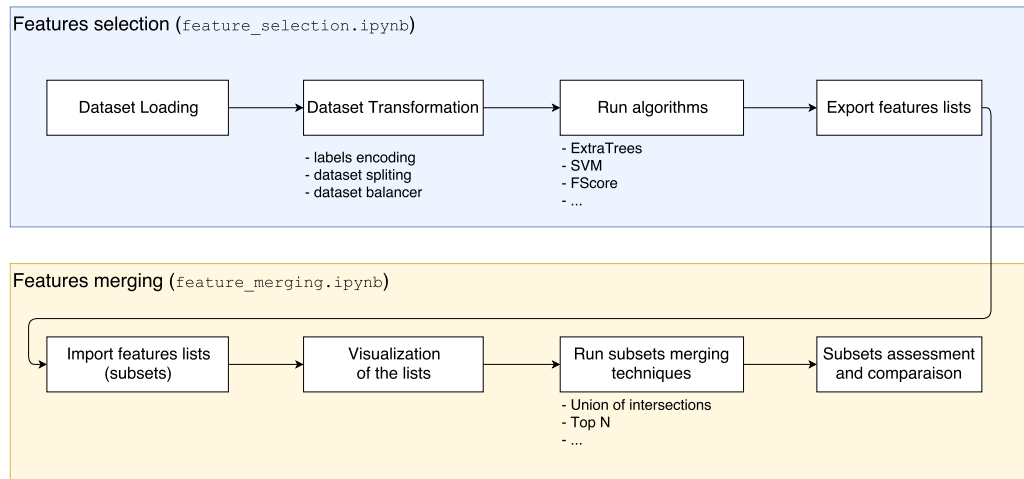 Features selection (feature_selection.ipynb)
Dataset Loading
Dataset Transformation
Run algorithms
Export features lists
- labels encoding
- dataset spliting
- dataset balancer
- ExtraTrees
- SVM
- FScore
- ...
Features merging (feature_merging.ipynb)
Import features lists
(subsets)
Visualization
of the lists
Run subsets merging
techniques
Subsets assessment
and comparaison
- Union of intersections
- Top N
- ...